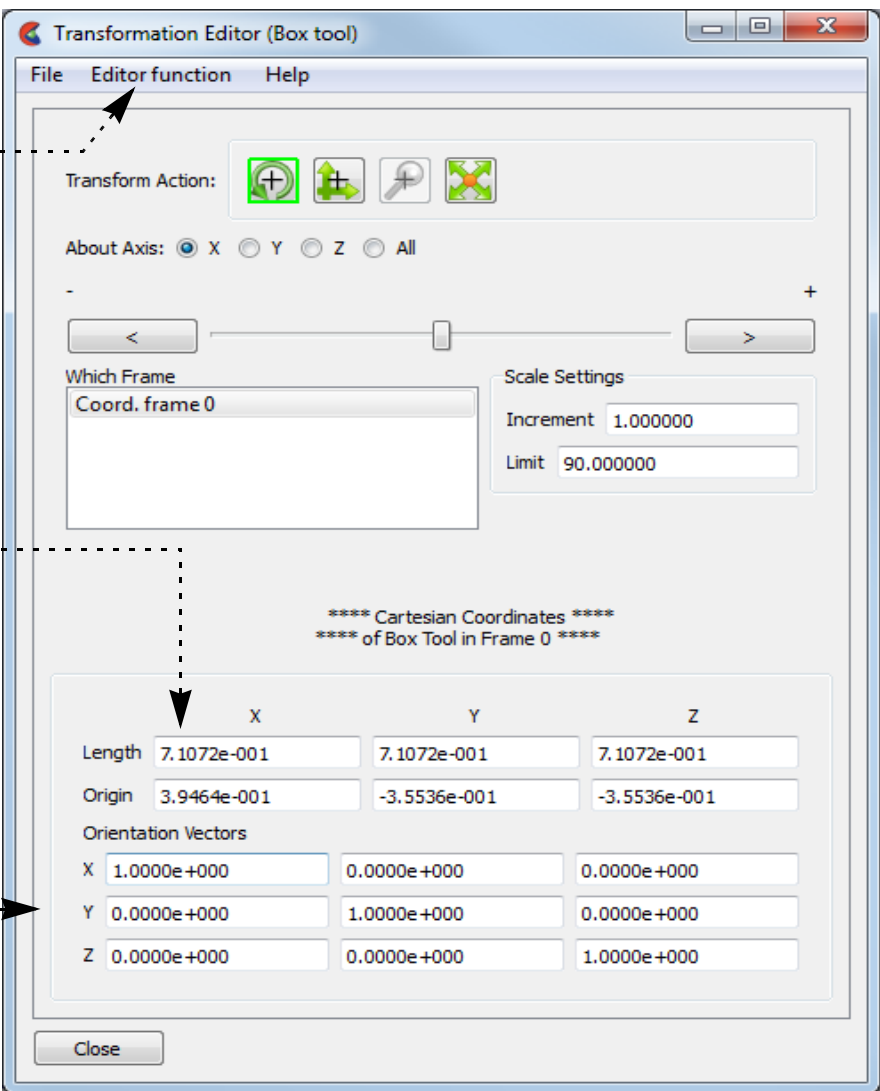 Transformation Editor (Box tool)
File Editor function Help
Transform Action:
About Axis: X Y Z All
- +
< >
Which Frame Scale Settings
Coord. frame 0
Increment 1.000000
Limit 90.000000
**** Cartesian Coordinates ****
**** of Box Tool in Frame 0 ****
X Y Z
Length 7.1072e-001 7.1072e-001 7.1072e-001
Origin 3.9464e-001 -3.5536e-001 -3.5536e-001
Orientation Vectors
X 1.0000e+000 0.0000e+000 0.0000e+000
Y 0.0000e+000 1.0000e+000 0.0000e+000
Z 0.0000e+000 0.0000e+000 1.0000e+000
Close